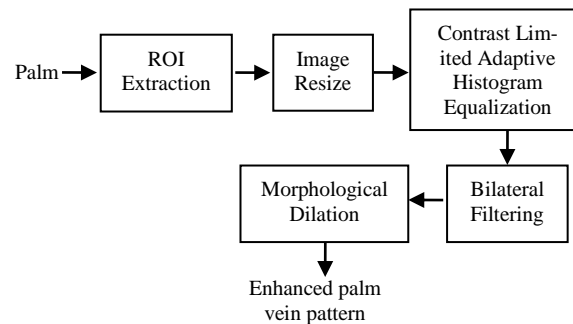 Palm
ROI
Extraction
Image
Resize
Contrast Lim-
ited Adaptive
Histogram
Equalization
Bilateral
Filtering
Morphological
Dilation
Enhanced palm
vein pattern